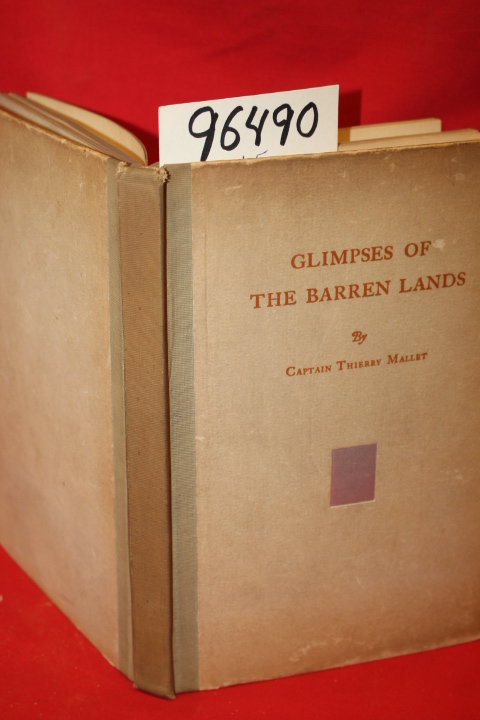 96490
GLIMPSES OF
THE BARREN LANDS
By
CAPTAIN THIERRY MALLET